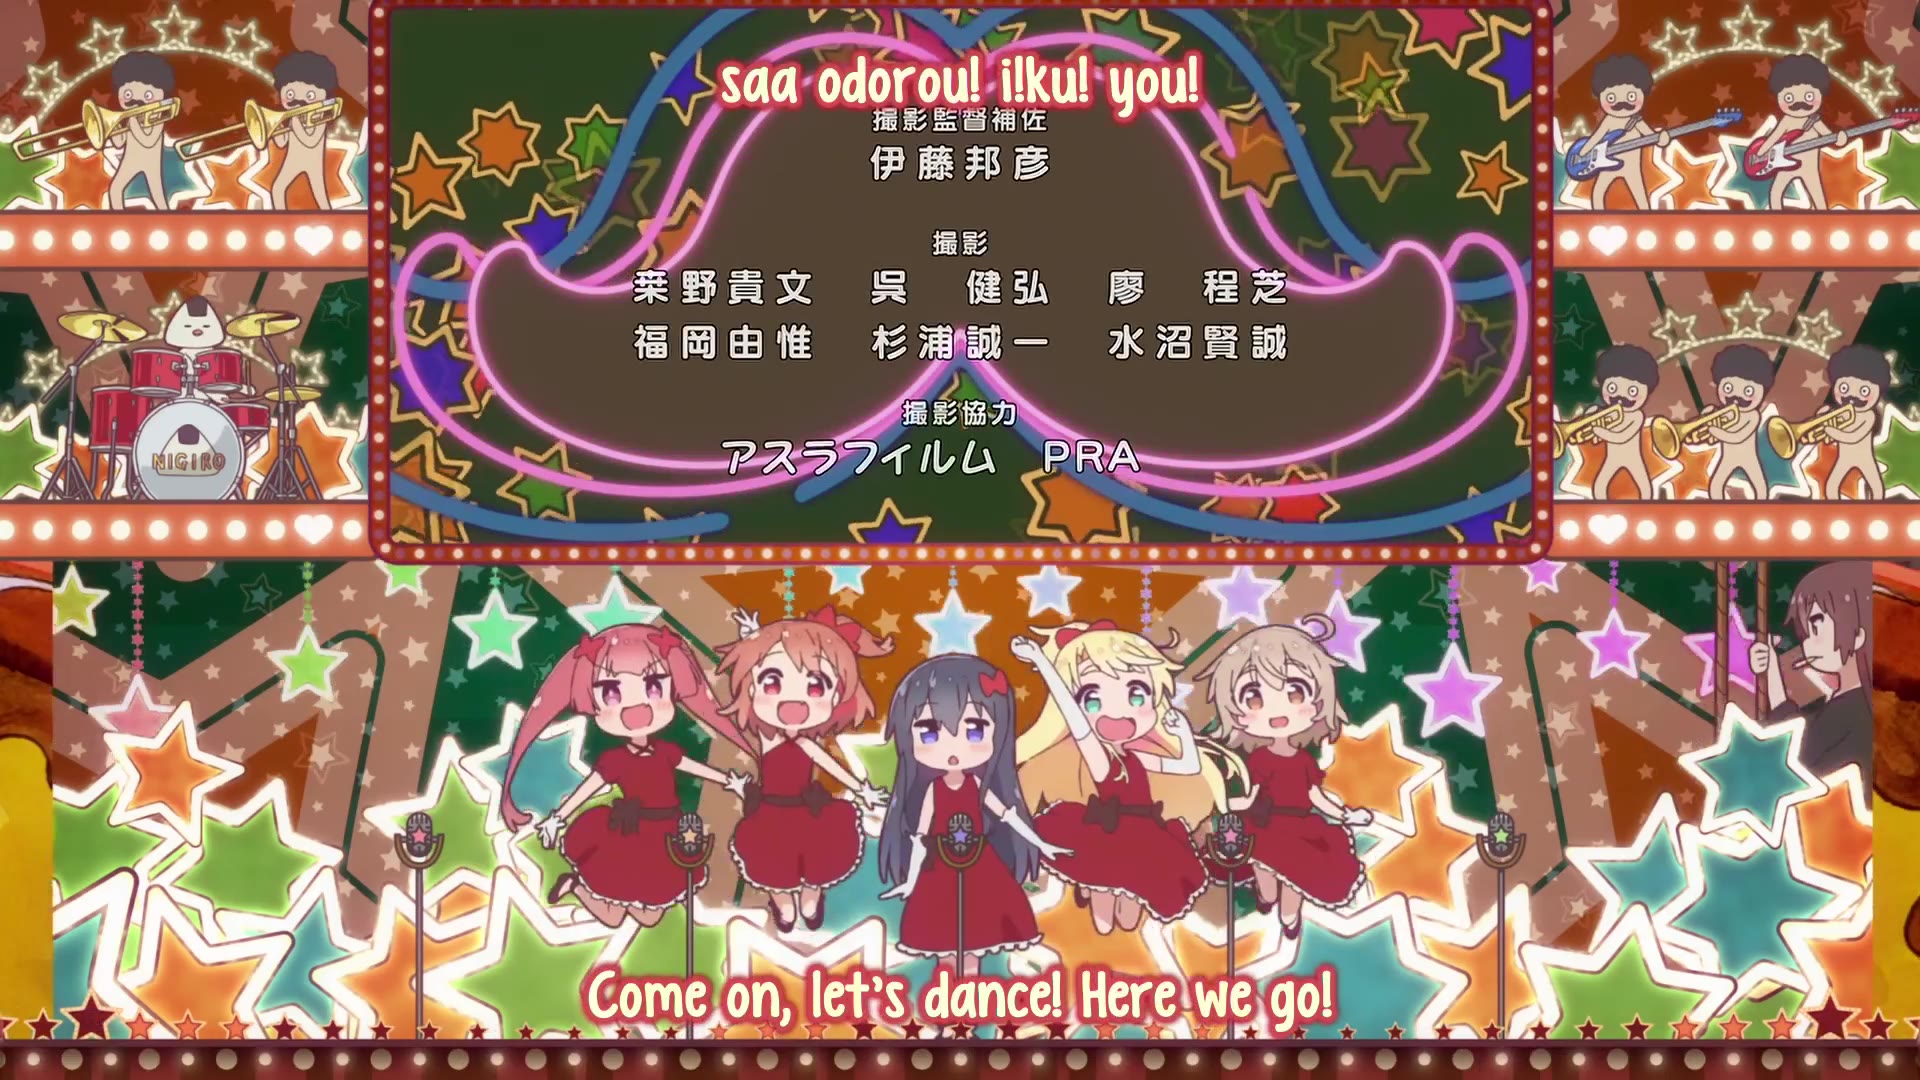 saa odorou! i!ku! you!
撮影監督補佐
伊藤邦彦
撮影
桒野貴文 呉 健弘 廖 程芝
福岡由惟 杉浦誠一 水沼賢誠
撮影協力
アスラフィルム PRA
NIGIRO
Come on, let's dance! Here we go!